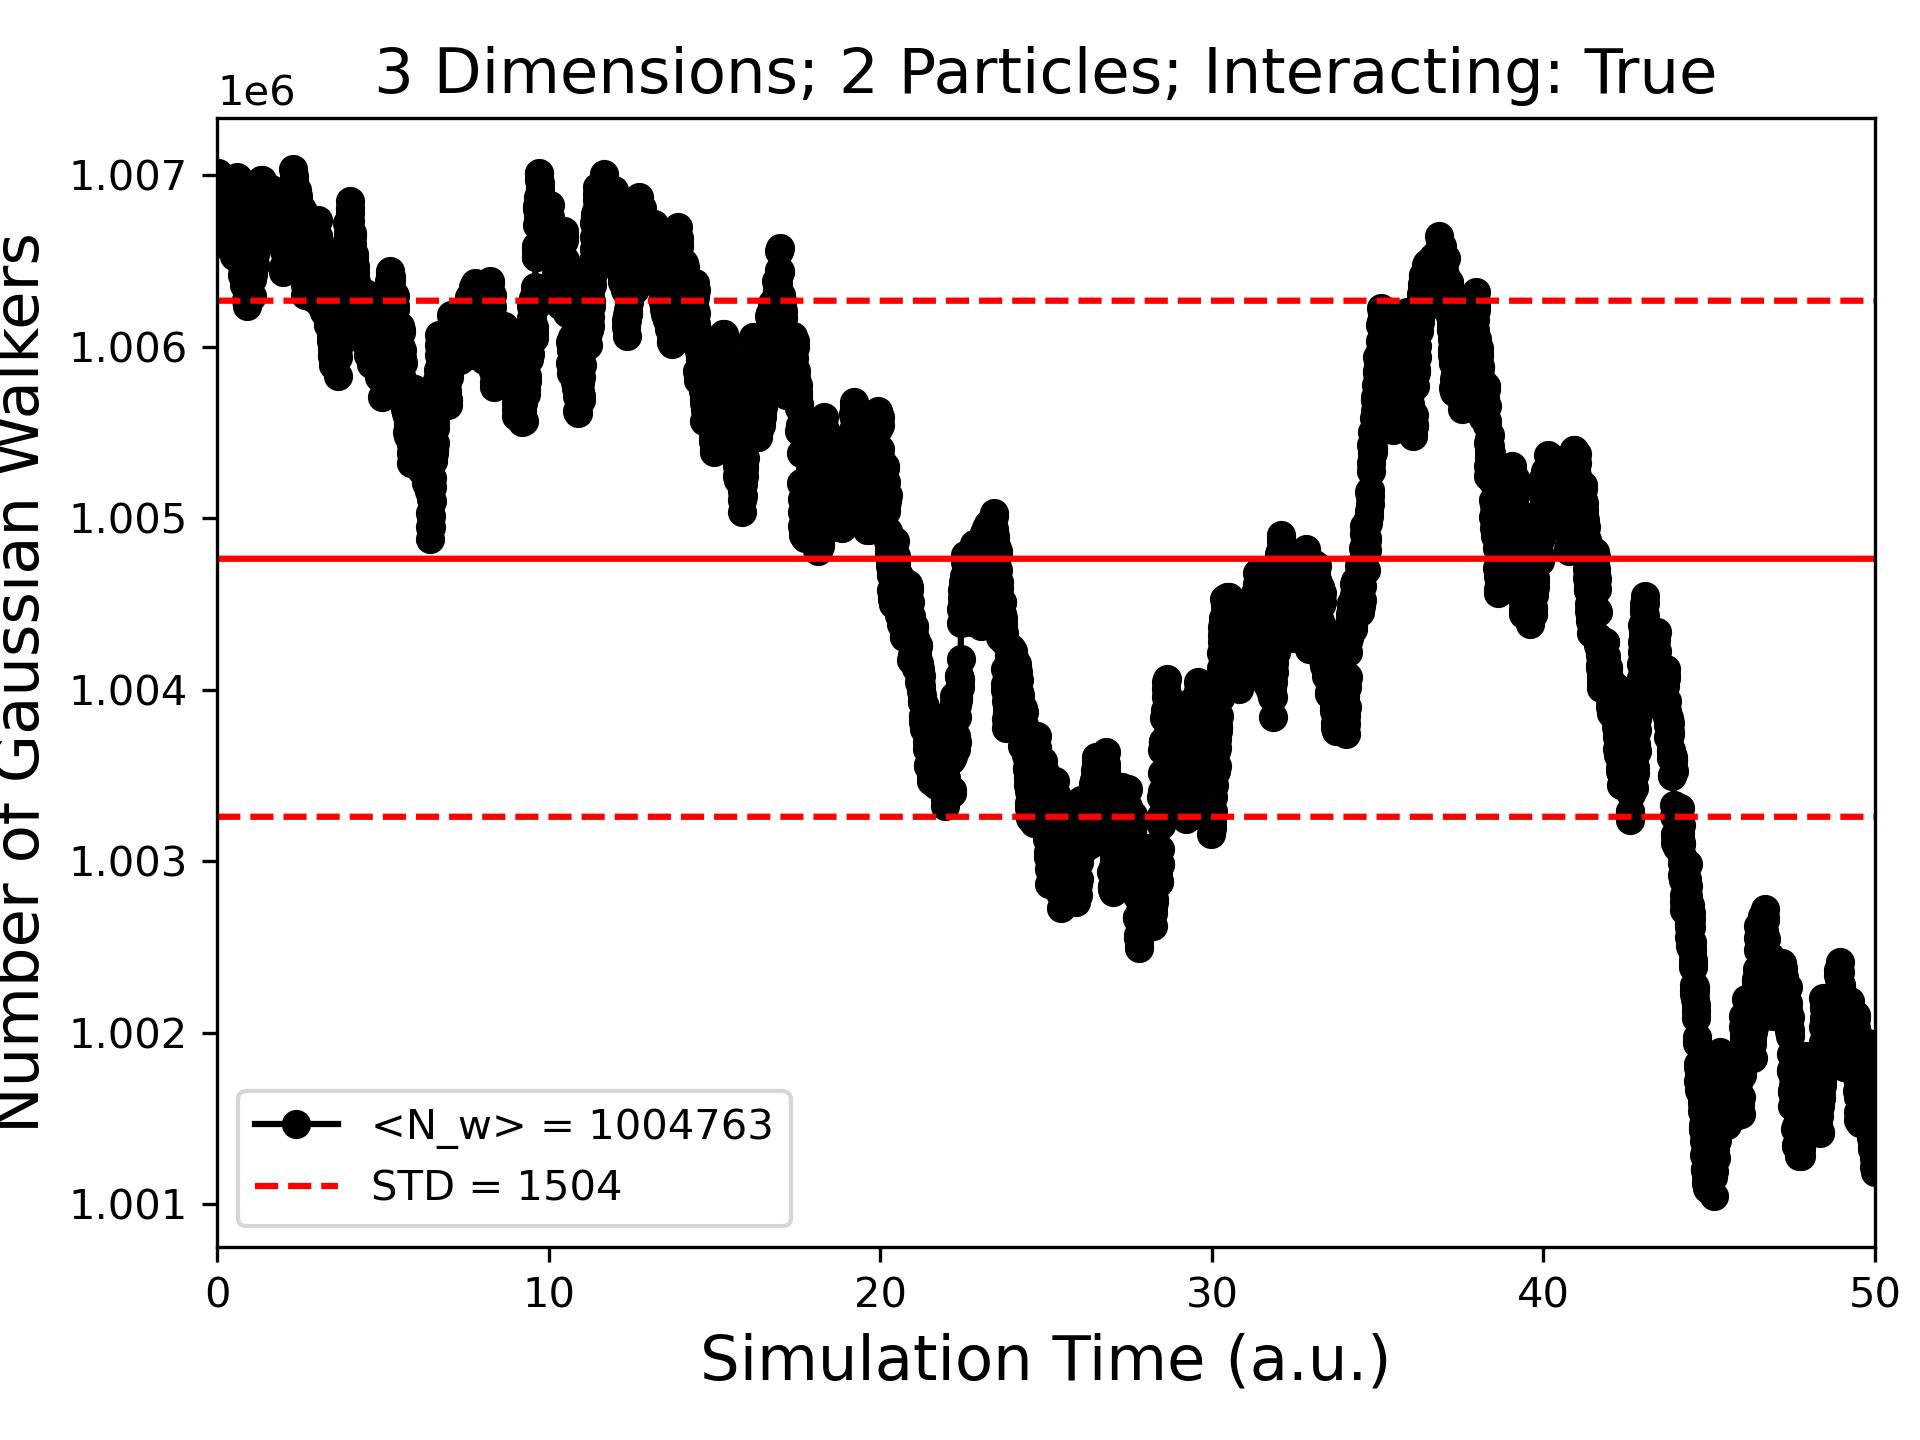 3 Dimensions; 2 Particles; Interacting: True
1e6
1.007
1.006
1.005
1.004
1.003
1.002
1.001
Number of Gaussian Walkers
<N_w> = 1004763
STD = 1504
0 10 20 30 40 50
Simulation Time (a.u.)